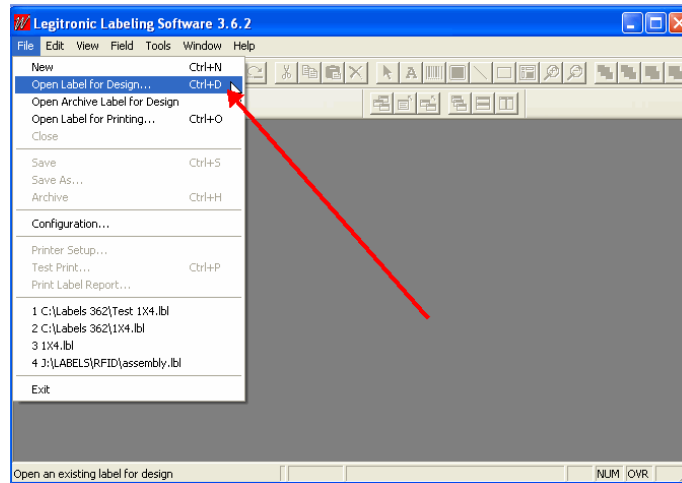 Legitronic Labeling Software 3.6.2
File Edit View Field Tools Window Help
New Ctrl+N
Open Label for Design... Ctrl+D
Open Archive Label for Design
Open Label for Printing... Ctrl+O
Close
Save Ctrl+S
Save As...
Archive Ctrl+H
Configuration...
Printer Setup...
Test Print... Ctrl+P
Print Label Report...
1 C:\Labels 362\Test 1X4.lbl
2 C:\Labels 362\1X4.lbl
3 1X4.lbl
4 J:\LABELS\RFID\assembly.lbl
Exit
Open an existing label for design NUM OVR